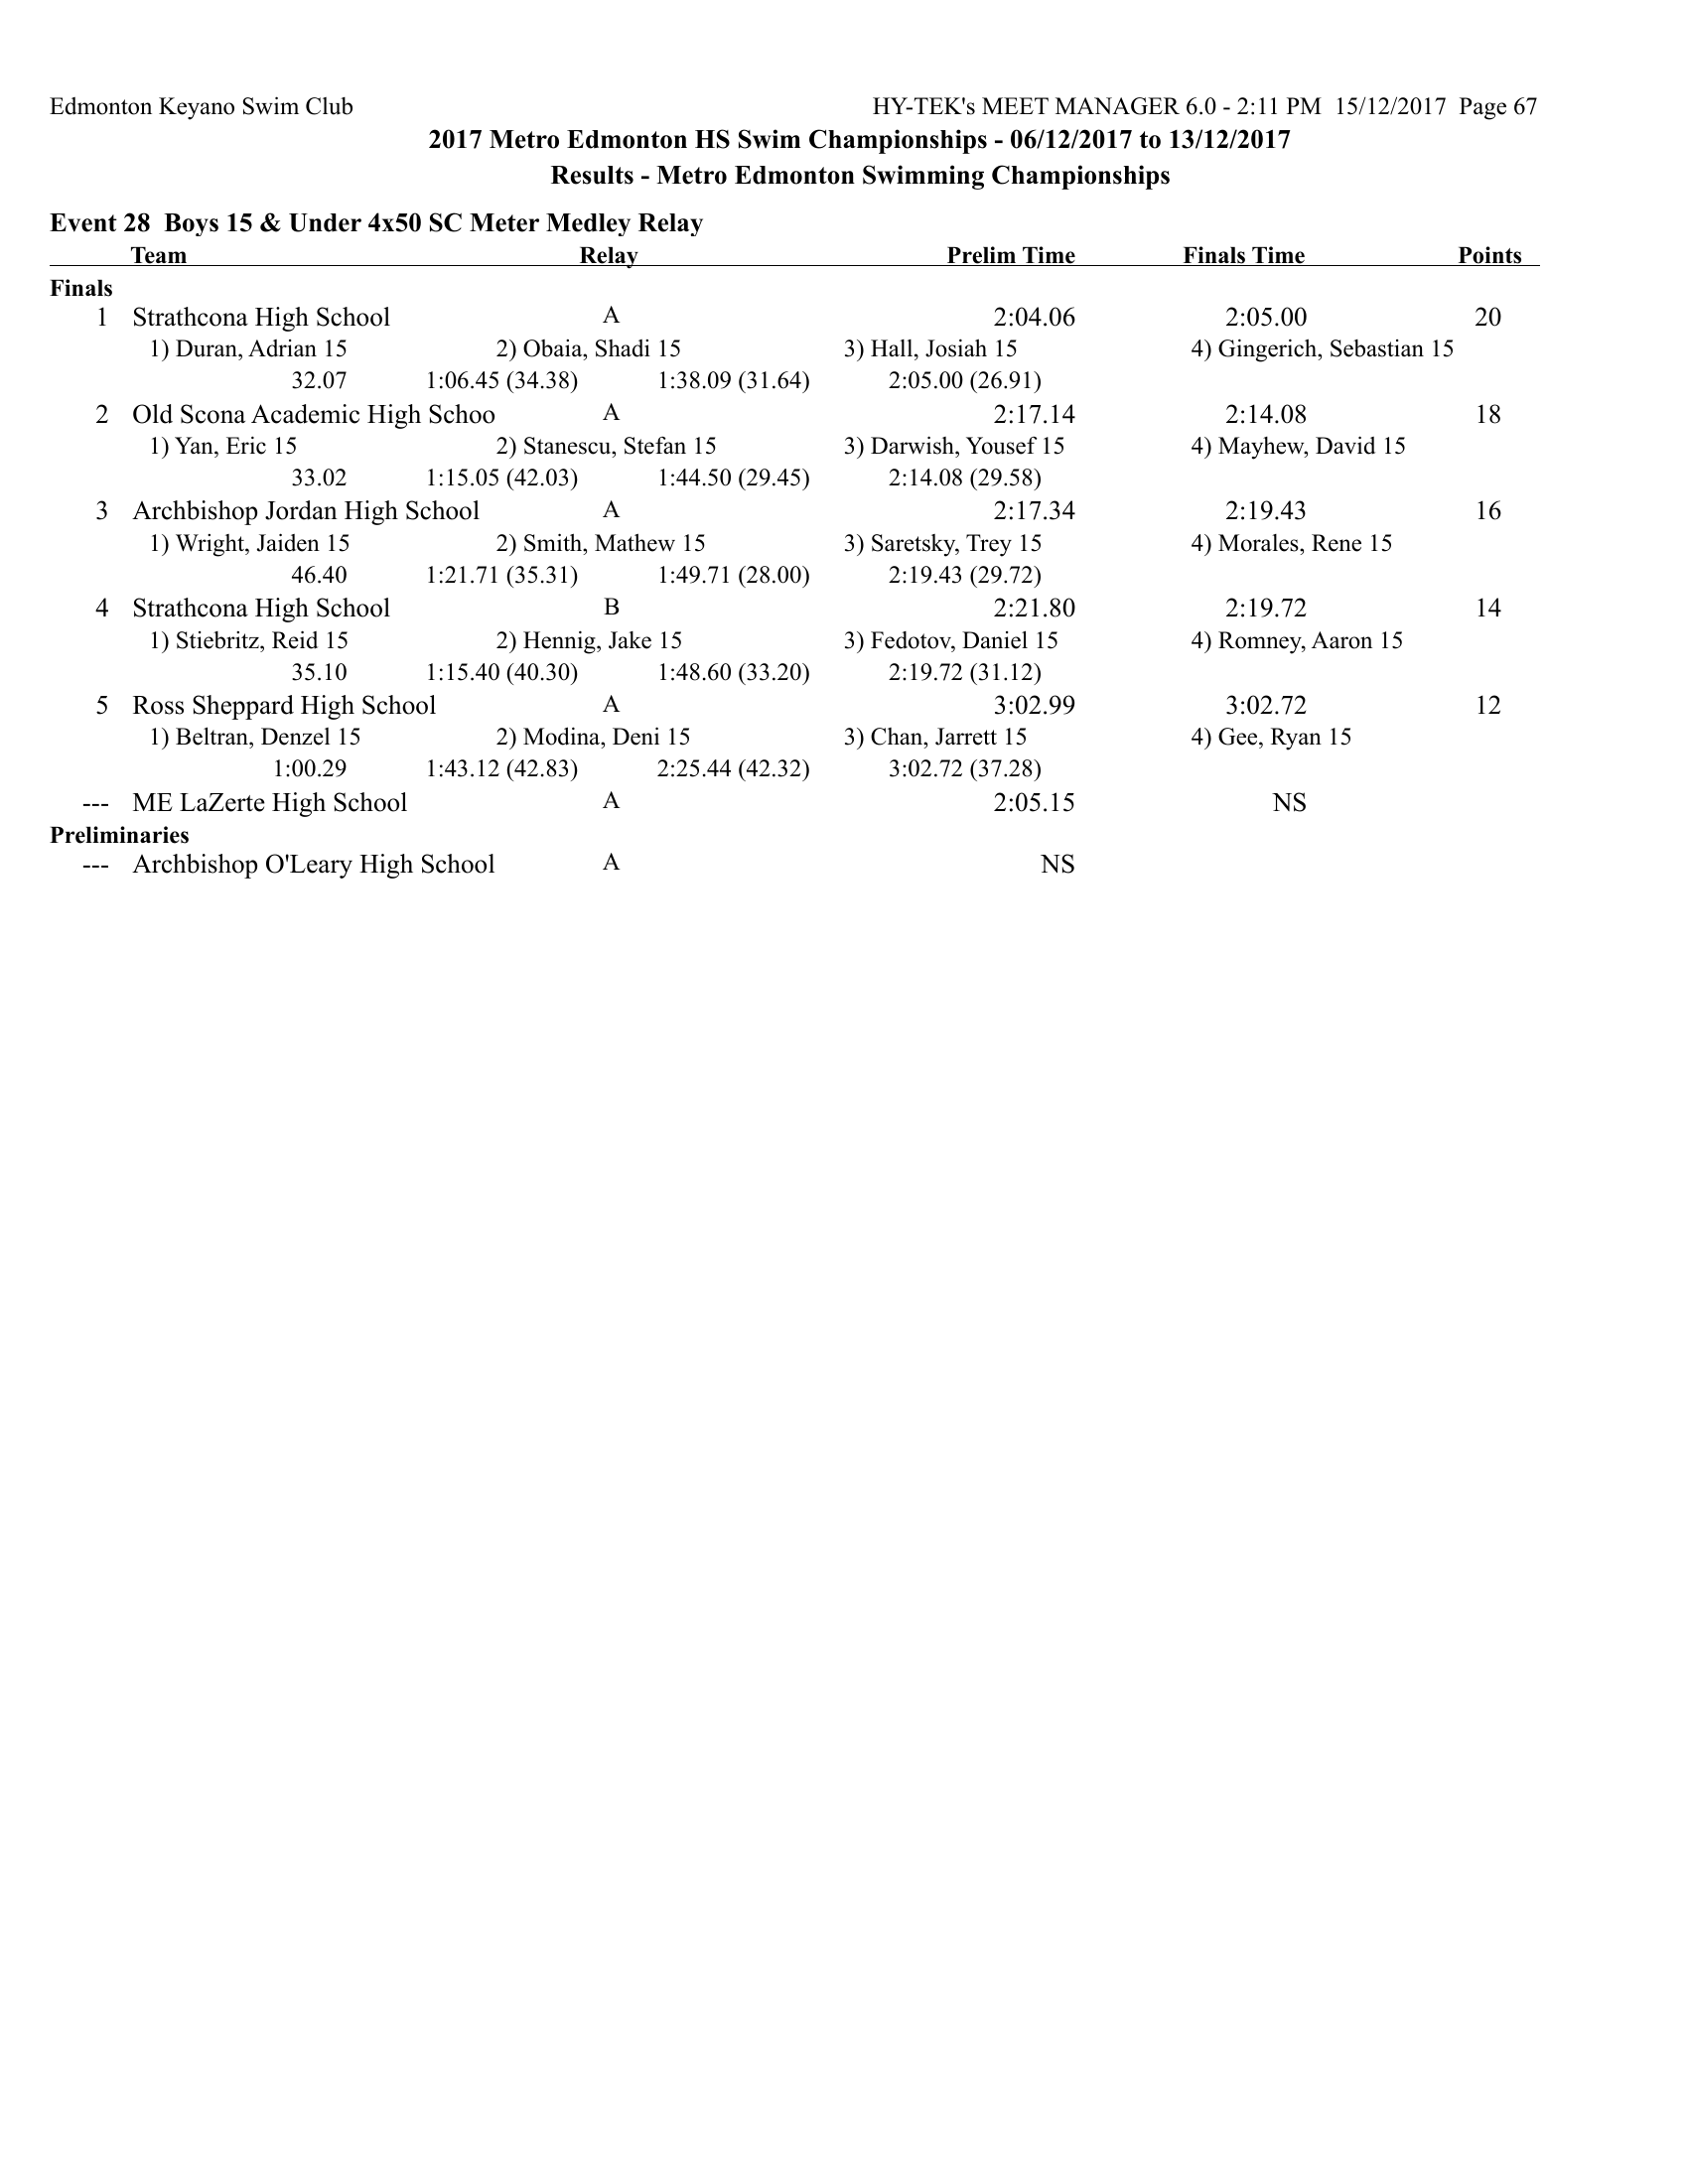 Edmonton Keyano Swim Club HY-TEK's MEET MANAGER 6.0 - 2:11 PM 15/12/2017 Page 67
2017 Metro Edmonton HS Swim Championships - 06/12/2017 to 13/12/2017
Results - Metro Edmonton Swimming Championships
Event 28 Boys 15 & Under 4x50 SC Meter Medley Relay
Team Relay Prelim Time Finals Time Points
Finals
1 Strathcona High School A 2:04.06 2:05.00 20
1) Duran, Adrian 15 2) Obaia, Shadi 15 3) Hall, Josiah 15 4) Gingerich, Sebastian 15
32.07 1:06.45 (34.38) 1:38.09 (31.64) 2:05.00 (26.91)
2 Old Scona Academic High Schoo A 2:17.14 2:14.08 18
1) Yan, Eric 15 2) Stanescu, Stefan 15 3) Darwish, Yousef 15 4) Mayhew, David 15
33.02 1:15.05 (42.03) 1:44.50 (29.45) 2:14.08 (29.58)
3 Archbishop Jordan High School A 2:17.34 2:19.43 16
1) Wright, Jaiden 15 2) Smith, Mathew 15 3) Saretsky, Trey 15 4) Morales, Rene 15
46.40 1:21.71 (35.31) 1:49.71 (28.00) 2:19.43 (29.72)
4 Strathcona High School B 2:21.80 2:19.72 14
1) Stiebritz, Reid 15 2) Hennig, Jake 15 3) Fedotov, Daniel 15 4) Romney, Aaron 15
35.10 1:15.40 (40.30) 1:48.60 (33.20) 2:19.72 (31.12)
5 Ross Sheppard High School A 3:02.99 3:02.72 12
1) Beltran, Denzel 15 2) Modina, Deni 15 3) Chan, Jarrett 15 4) Gee, Ryan 15
1:00.29 1:43.12 (42.83) 2:25.44 (42.32) 3:02.72 (37.28)
--- ME LaZerte High School A 2:05.15 NS
Preliminaries
--- Archbishop O'Leary High School A NS